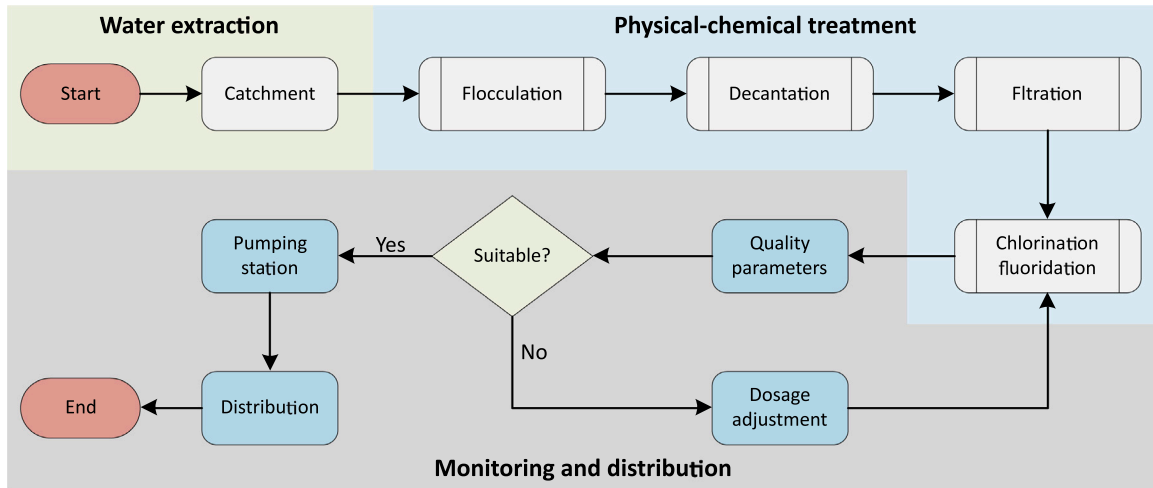 Water extraction
Physical-chemical treatment
Start
Catchment
Flocculation
Decantation
Fltration
Pumping
station
Yes
Suitable?
Quality
parameters
Chlorination
fluoridation
No
End
Distribution
Dosage
adjustment
Monitoring and distribution